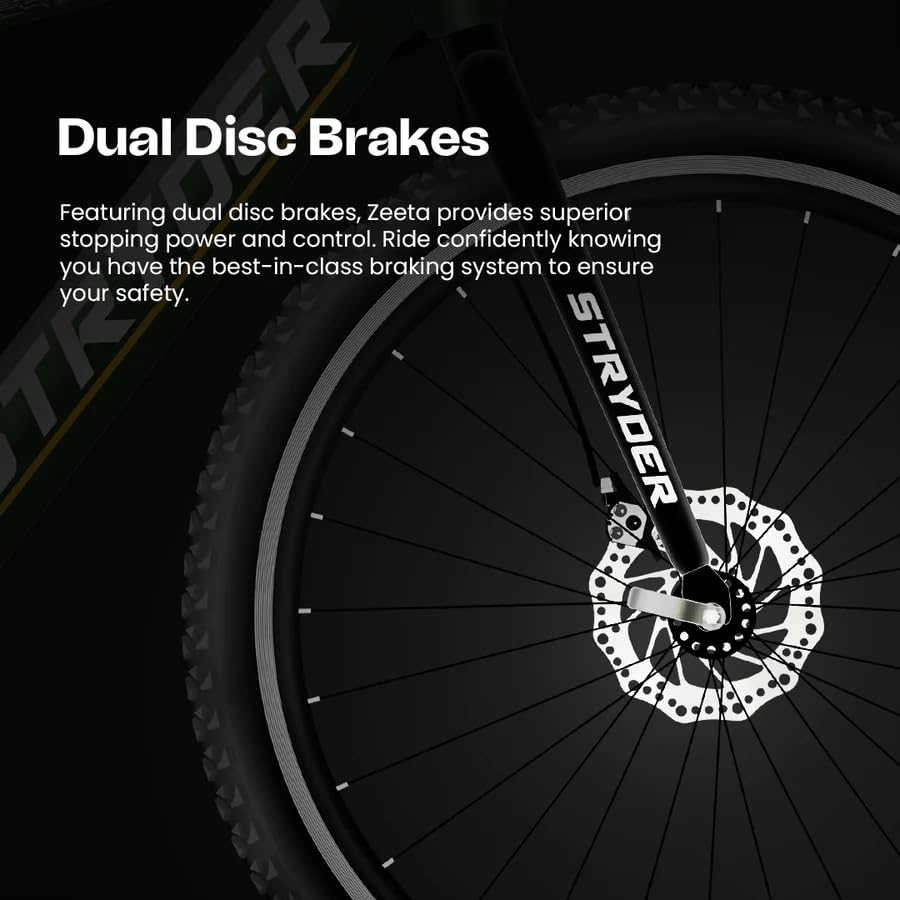 Dual Disc Brakes
Featuring dual disc brakes, Zeeta provides superior
stopping power and control. Ride confidently knowing
you have the best-in-class braking system to ensure
your safety.
STRYDER
STRYDER